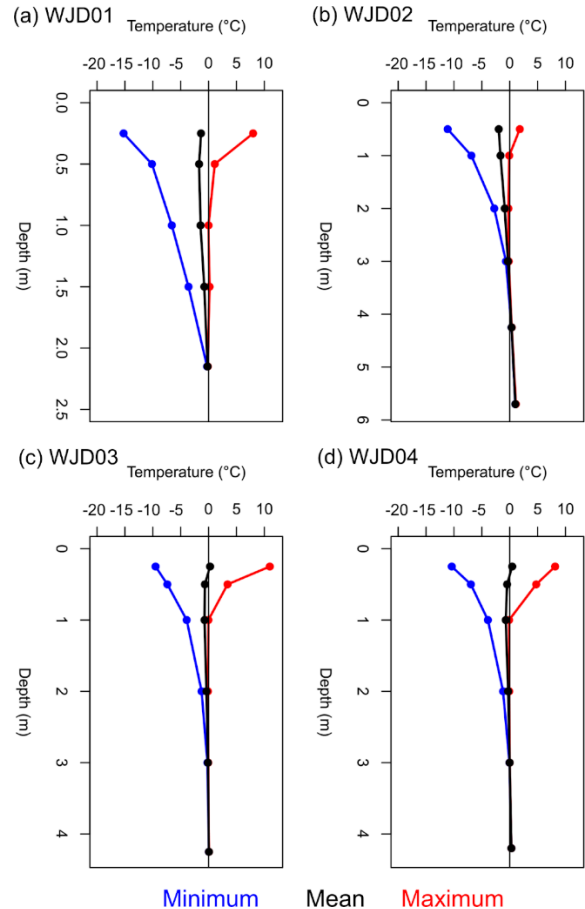 (a) WJD01
Temperature (°C)
-20 -15 -10 -5 0 5 10
0.0
0.5
1.0
1.5
2.0
2.5
Depth (m)
(b) WJD02
Temperature (°C)
-20 -15 -10 -5 0 5 10
0
1
2
3
4
5
6
Depth (m)
(c) WJD03
Temperature (°C)
-20 -15 -10 -5 0 5 10
0
1
2
3
4
Depth (m)
(d) WJD04
Temperature (°C)
-20 -15 -10 -5 0 5 10
0
1
2
3
4
Depth (m)
Minimum Mean Maximum